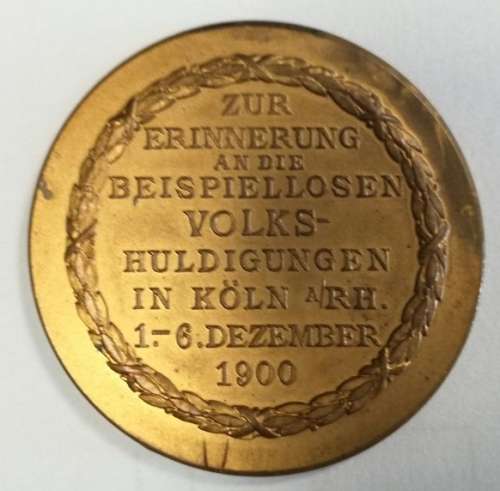 ZUR
ERINNERUNG
AN DIE
BEISPIELLOSEN
VOLKS-
HULDIGUNGEN
IN KÖLN A/RH.
1.-6. DEZEMBER
1900